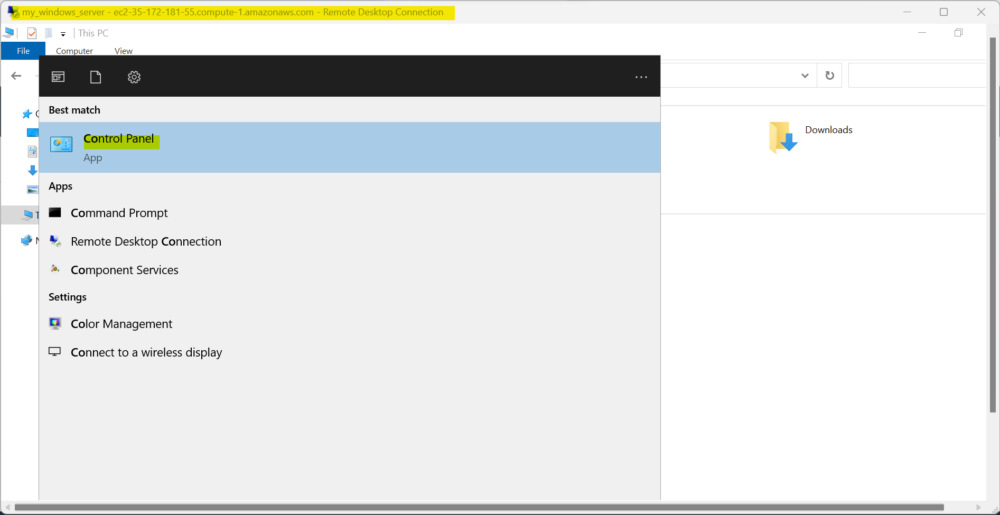 my_windows_server - ec2-35-172-181-55.compute-1.amazonaws.com - Remote Desktop Connection
This PC
File Computer View
Best match
Control Panel
App
Apps
Command Prompt
Remote Desktop Connection
Component Services
Settings
Color Management
Connect to a wireless display
Downloads